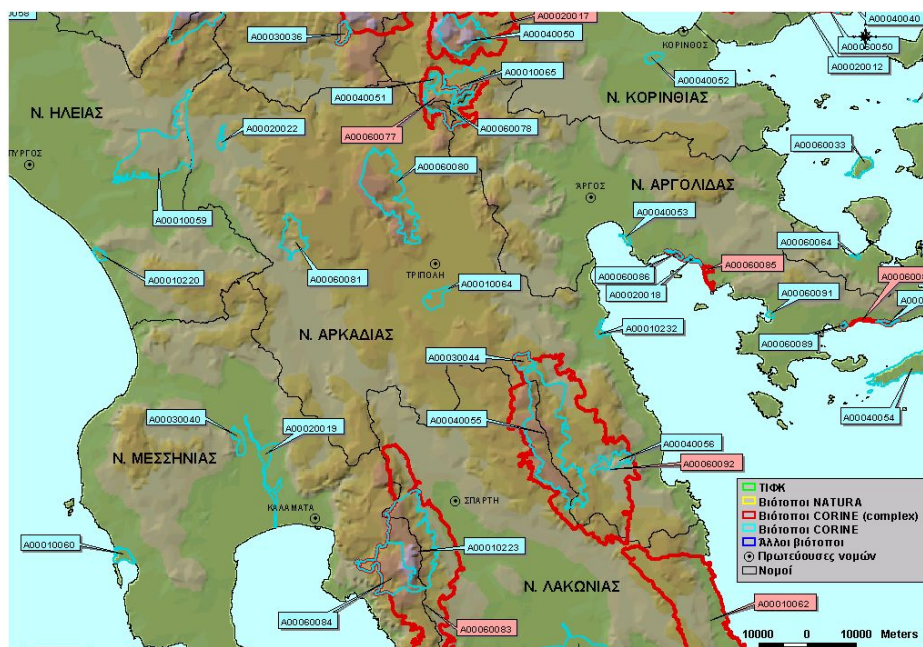 A00030036
A00020017
A00040050
ΚΟΡΙΝΘΟΣ
A00040040
A00060050
A00020012
A00010065
A00040052
A00040051
Ν. ΚΟΡΙΝΘΙΑΣ
Ν. ΗΛΕΙΑΣ
A00020022
A00060077
A00060078
A00060033
ΠΥΡΓΟΣ
A00060080
ΆΡΓΟΣ
Ν. ΑΡΓΟΛΙΔΑΣ
A00010059
A00040053
A00060064
A00060081
ΤΡΙΠΟΛΗ
A00060086
A00060085
A00010220
A00010064
A00020018
A00060091
Ν. ΑΡΚΑΔΙΑΣ
A00010232
A00060089
A00030044
A00040054
A00030040
A00020019
A00040055
A00040056
Ν. ΜΕΣΣΗΝΙΑΣ
A00060092
ΣΠΑΡΤΗ
ΚΑΛΑΜΑΤΑ
A00010060
A00010223
Ν. ΛΑΚΩΝΙΑΣ
A00060084
A00060083
A00010062
ΤΙΦΚ
Βιότοποι NATURA
Βιότοποι CORINE (complex)
Βιότοποι CORINE
Άλλοι βιότοποι
Πρωτεύουσες νομών
Νομοί
10000 0 10000 Meters